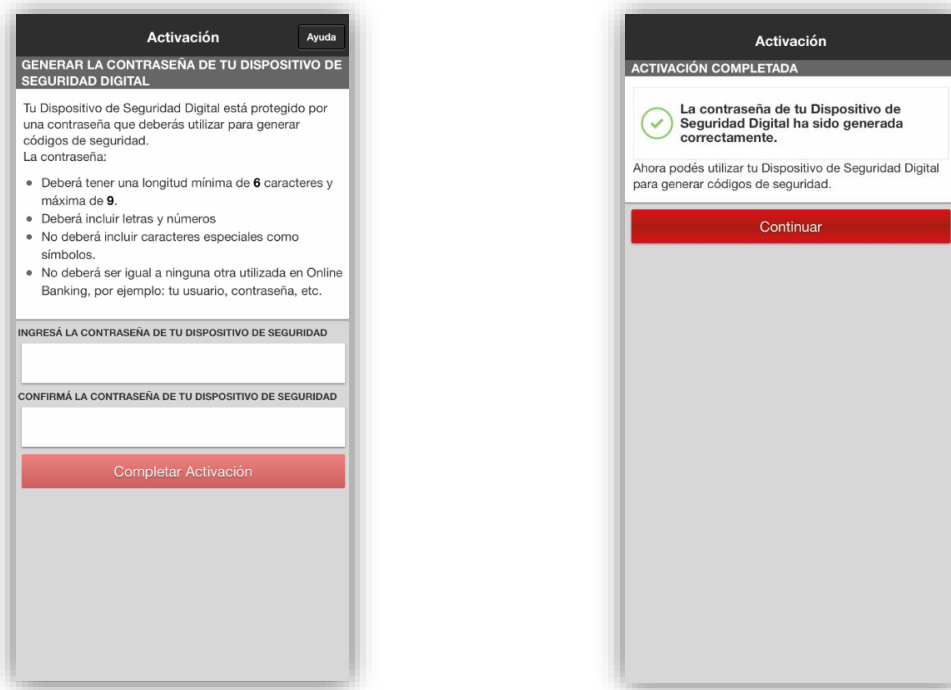 Activación
Ayuda
GENERAR LA CONTRASEÑA DE TU DISPOSITIVO DE
SEGURIDAD DIGITAL
Tu Dispositivo de Seguridad Digital está protegido por
una contraseña que deberás utilizar para generar
códigos de seguridad.
La contraseña:
Deberá tener una longitud mínima de 6 caracteres y
máxima de 9.
Deberá incluir letras y números
No deberá incluir caracteres especiales como
símbolos.
No deberá ser igual a ninguna otra utilizada en Online
Banking, por ejemplo: tu usuario, contraseña, etc.
INGRESÁ LA CONTRASEÑA DE TU DISPOSITIVO DE SEGURIDAD
CONFIRMÁ LA CONTRASEÑA DE TU DISPOSITIVO DE SEGURIDAD
Completar Activación
Activación
ACTIVACIÓN COMPLETADA
La contraseña de tu Dispositivo de
Seguridad Digital ha sido generada
correctamente.
Ahora podés utilizar tu Dispositivo de Seguridad Digital
para generar códigos de seguridad.
Continuar